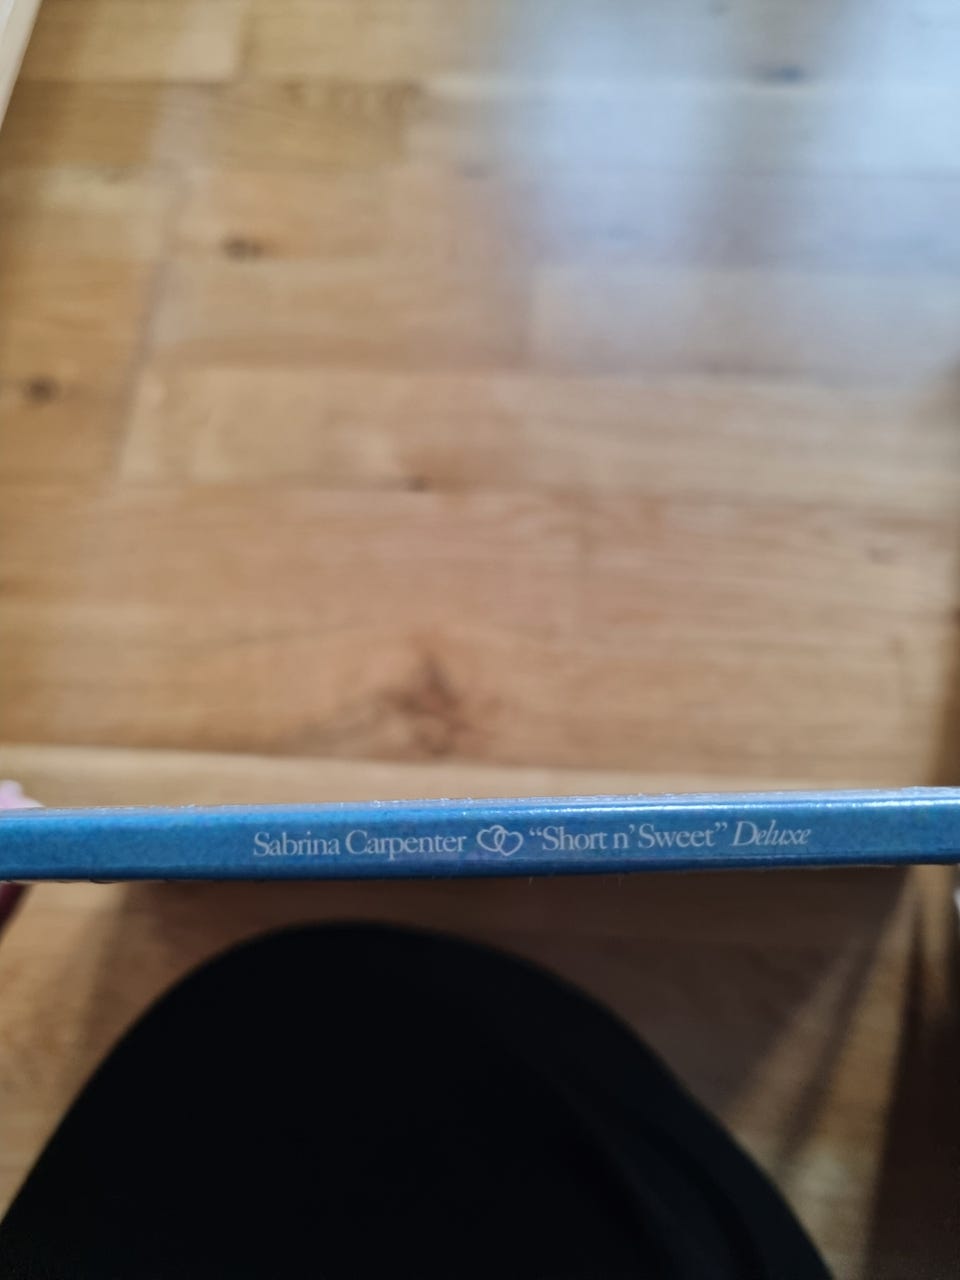 Sabrina Carpenter “Short n’ Sweet” Deluxe